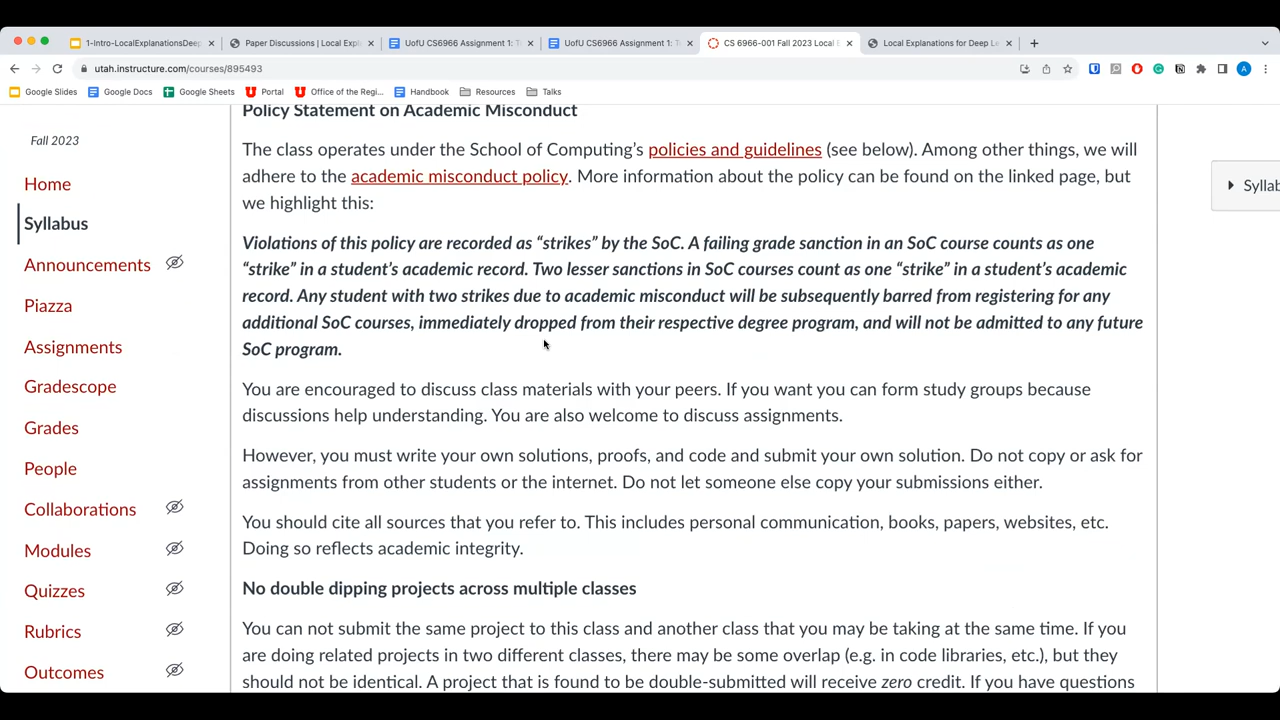 1-Intro-LocalExplanationsDeep
Paper Discussions | Local Expl
UofU CS6966 Assignment 1: T
UofU CS6966 Assignment 1: T
CS 6966-001 Fall 2023 Local E
Local Explanations for Deep Le
utah.instructure.com/courses/895493
A
Google Slides
Google Docs
Google Sheets
Portal
Office of the Regi...
Handbook
Resources
Talks
Fall 2023
Home
Syllabus
Announcements
Piazza
Assignments
Gradescope
Grades
People
Collaborations
Modules
Quizzes
Rubrics
Outcomes
Policy Statement on Academic Misconduct
The class operates under the School of Computing’s policies and guidelines (see below). Among other things, we will
adhere to the academic misconduct policy. More information about the policy can be found on the linked page, but
we highlight this:
Violations of this policy are recorded as “strikes” by the SoC. A failing grade sanction in an SoC course counts as one
“strike” in a student’s academic record. Two lesser sanctions in SoC courses count as one “strike” in a student’s academic
record. Any student with two strikes due to academic misconduct will be subsequently barred from registering for any
additional SoC courses, immediately dropped from their respective degree program, and will not be admitted to any future
SoC program.
You are encouraged to discuss class materials with your peers. If you want you can form study groups because
discussions help understanding. You are also welcome to discuss assignments.
However, you must write your own solutions, proofs, and code and submit your own solution. Do not copy or ask for
assignments from other students or the internet. Do not let someone else copy your submissions either.
You should cite all sources that you refer to. This includes personal communication, books, papers, websites, etc.
Doing so reflects academic integrity.
No double dipping projects across multiple classes
You can not submit the same project to this class and another class that you may be taking at the same time. If you
are doing related projects in two different classes, there may be some overlap (e.g. in code libraries, etc.), but they
should not be identical. A project that is found to be double-submitted will receive zero credit. If you have questions
Syllab